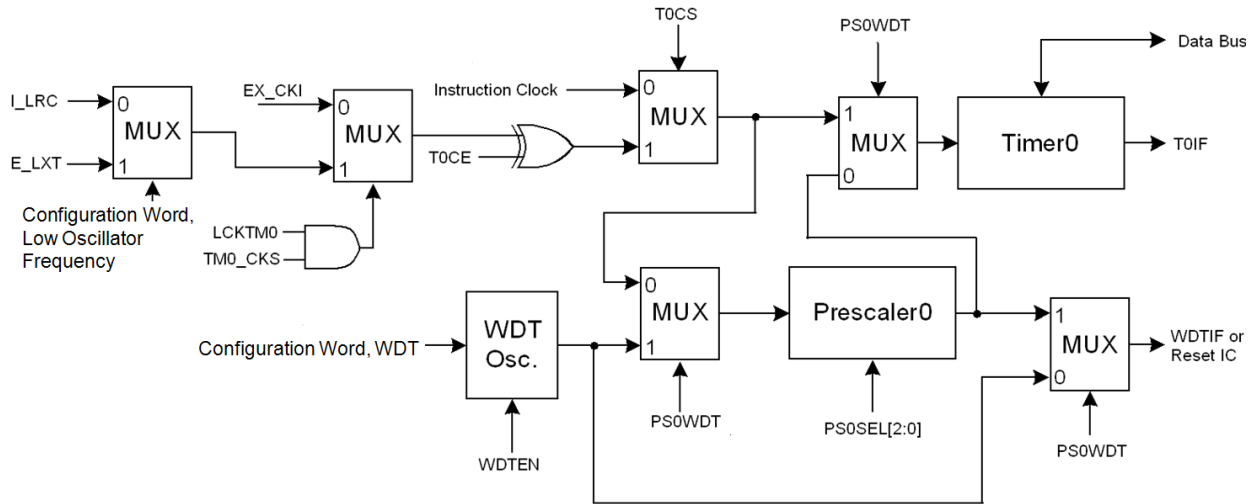 T0CS
PS0WDT
Data Bus
I_LRC
0
MUX
E_LXT
1
Configuration Word,
Low Oscillator
Frequency
EX_CKI
0
MUX
1
LCKTM0
TM0_CKS
T0CE
Instruction Clock
0
MUX
1
1
MUX
0
Timer0
T0IF
Configuration Word, WDT
WDT
Osc.
WDTEN
0
MUX
1
PS0WDT
Prescaler0
PS0SEL[2:0]
1
MUX
0
WDTIF or
Reset IC
PS0WDT